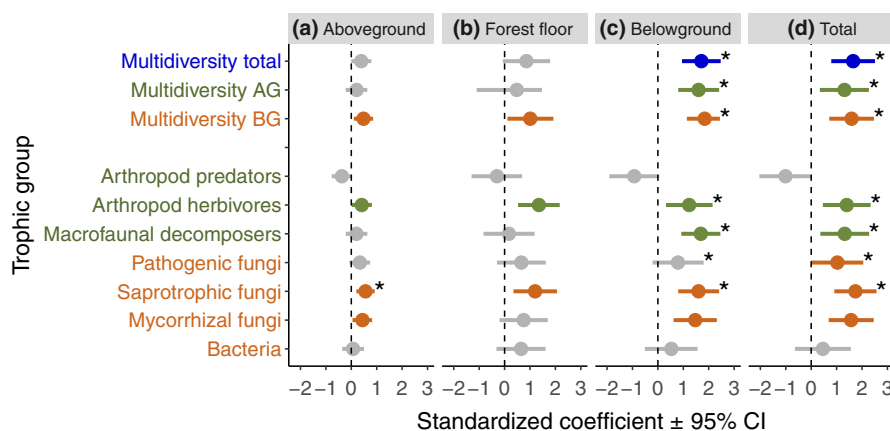 (a) Aboveground (b) Forest floor (c) Belowground (d) Total
Multidiversity total *  *
Multidiversity AG *  *
Multidiversity BG *  *
Arthropod predators
Arthropod herbivores *  *
Macrofaunal decomposers *  *
Pathogenic fungi *  *
Saprotrophic fungi *  *  *
Mycorrhizal fungi
Bacteria
Trophic group
−2 −1 0 1 2 3 −2 −1 0 1 2 3 −2 −1 0 1 2 3 −2 −1 0 1 2 3
Standardized coefficient ± 95% CI